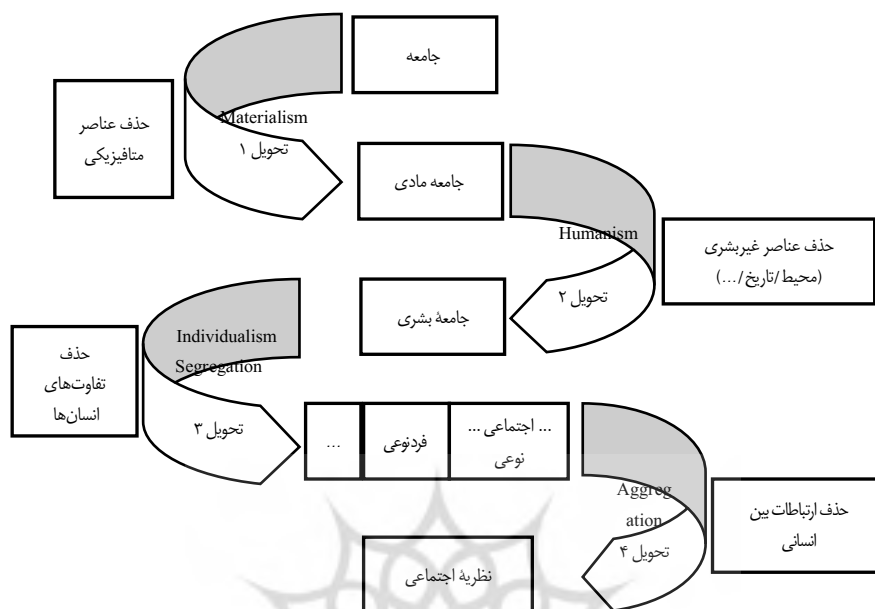 جامعه
Materialism
تحویل ۱
حذف عناصر
متافیزیکی
جامعه مادی
Humanism
تحویل ۲
حذف عناصر غیربشری
(محیط/تاریخ/...)
جامعۀ بشری
Individualism
Segregation
تحویل ۳
حذف
تفاوت‌های
انسان‌ها
... اجتماعی ...
نوعی
فردنوعی
...
Aggreg
ation
تحویل ۴
حذف ارتباطات بین
انسانی
نظریۀ اجتماعی